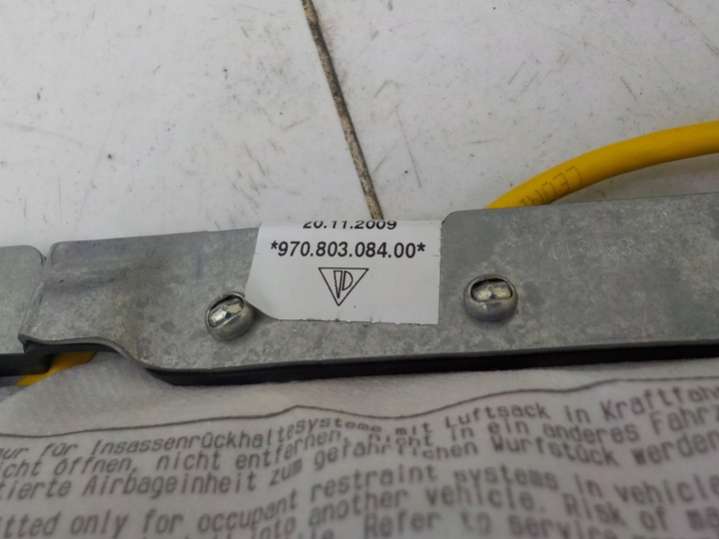 20.11.2009
*970.803.084.00*
nur für Insassenrückhaltesysteme mit Luftsack in Kraftfah
icht öffnen, nicht entfernen, nicht in ein anderes Fahr
tierte Airbageinheit zum gefährlichen Wurfstück werden
itted only for occupant restraint systems in vehicle
into another vehicle. Risk of ma
Refer to service